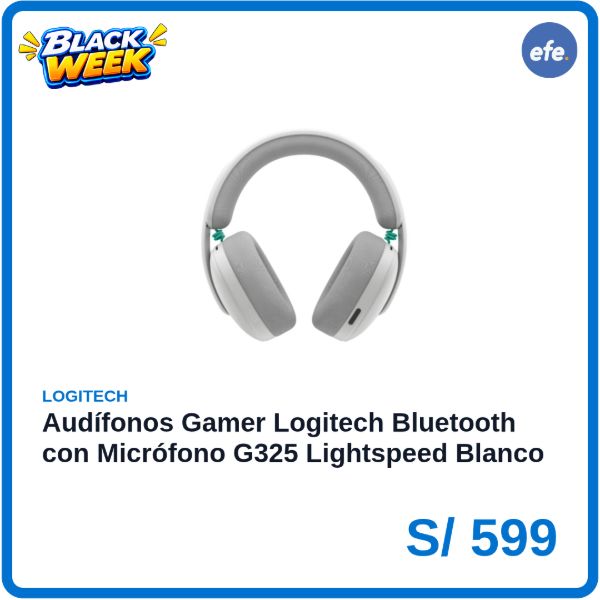 BLACK
WEEK
efe.
LOGITECH
Audífonos Gamer Logitech Bluetooth
con Micrófono G325 Lightspeed Blanco
S/ 599